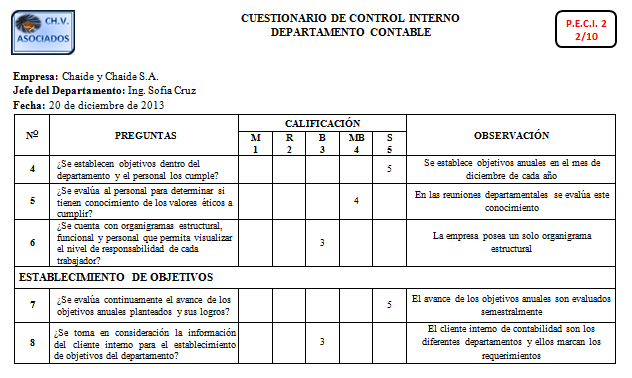 CH.V.
ASOCIADOS
CUESTIONARIO DE CONTROL INTERNO
DEPARTAMENTO CONTABLE
P.E.C.I. 2
2/10
Empresa: Chaide y Chaide S.A.
Jefe del Departamento: Ing. Sofia Cruz
Fecha: 20 de diciembre de 2013
Nº PREGUNTAS CALIFICACIÓN OBSERVACIÓN
M R B MB S
1 2 3 4 5
4 ¿Se establecen objetivos dentro del
departamento y el personal los cumple?
5
Se establece objetivos anuales en el mes de
diciembre de cada año
5 ¿Se evalúa al personal para determinar si
tienen conocimiento de los valores éticos a
cumplir?
4
En las reuniones departamentales se evalúa este
conocimiento
6 ¿Se cuenta con organigramas estructural,
funcional y personal que permita visualizar
el nivel de responsabilidad de cada
trabajador?
3
La empresa posea un solo organigrama
estructural
ESTABLECIMIENTO DE OBJETIVOS
7 ¿Se evalúa continuamente el avance de los
objetivos anuales planteados y sus logros?
5
El avance de los objetivos anuales son evaluados
semestralmente
8 ¿Se toma en consideración la información
del cliente interno para el establecimiento
de objetivos del departamento?
3
El cliente interno de contabilidad son los
diferentes departamentos y ellos marcan los
requerimientos